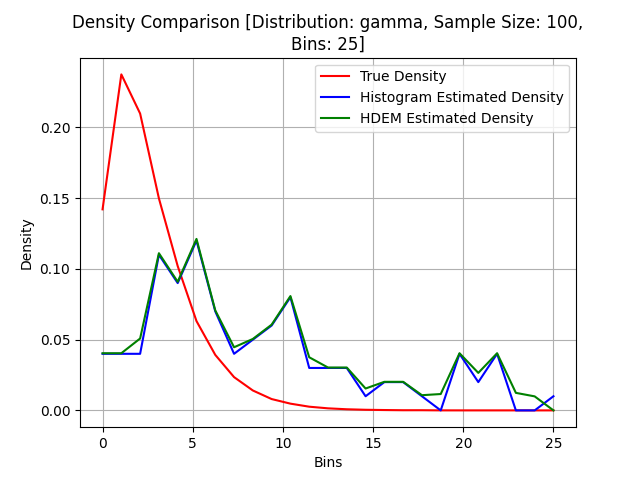 Density Comparison [Distribution: gamma, Sample Size: 100,
Bins: 25]
True Density
Histogram Estimated Density
HDEM Estimated Density
Density
0.20
0.15
0.10
0.05
0.00
0 5 10 15 20 25
Bins